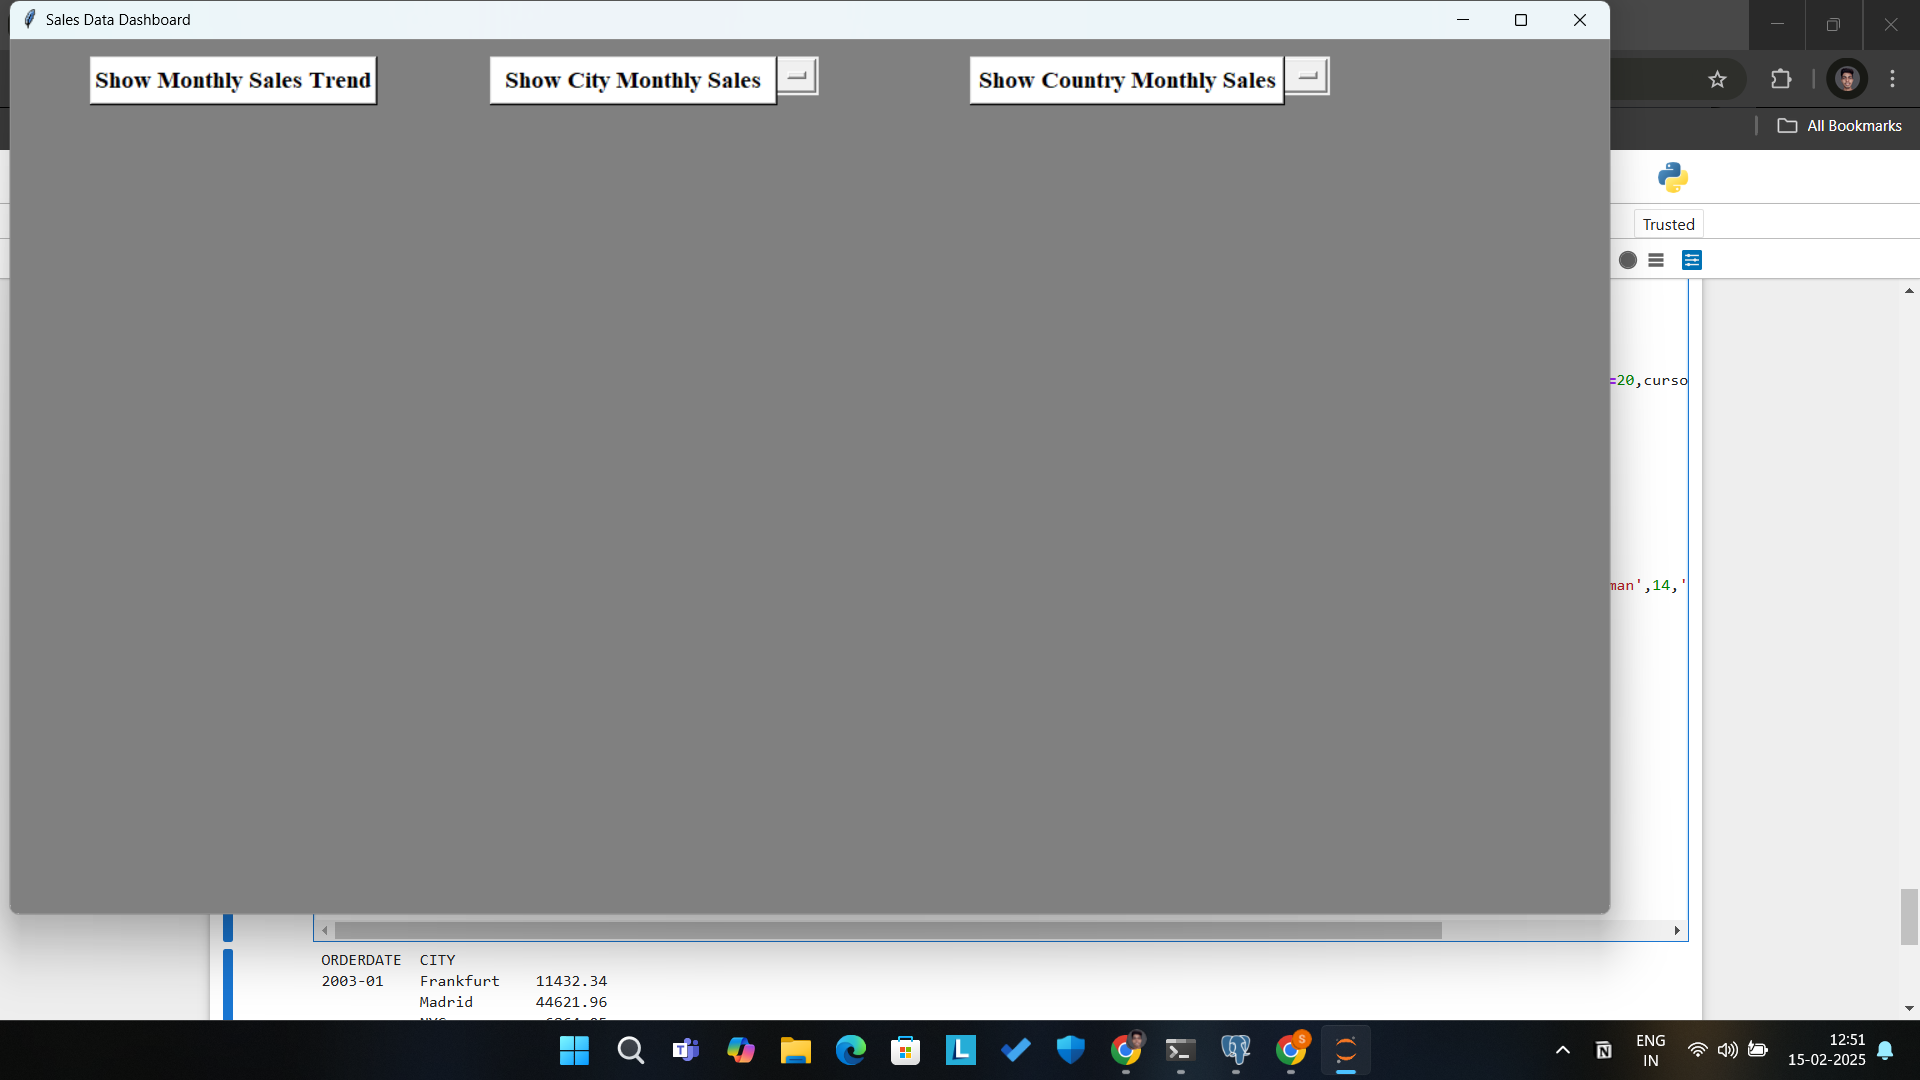 Sales Data Dashboard
Show Monthly Sales Trend
Show City Monthly Sales
Show Country Monthly Sales
All Bookmarks
Trusted
=20,curso
man',14,'
ORDERDATE CITY
2003-01 Frankfurt 11432.34
Madrid 44621.96
ENG
IN
12:51
15-02-2025